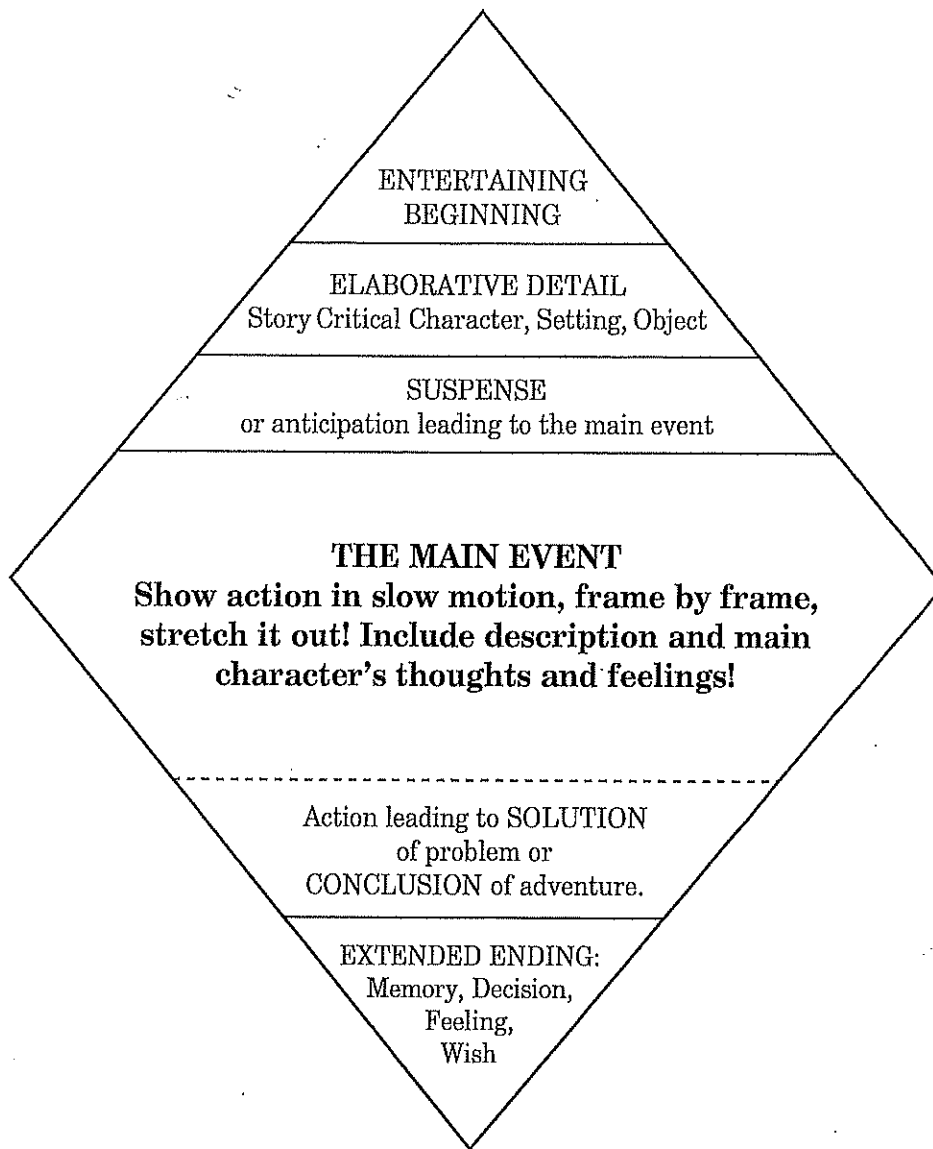 ENTERTAINING
BEGINNING
ELABORATIVE DETAIL
Story Critical Character, Setting, Object
SUSPENSE
or anticipation leading to the main event
THE MAIN EVENT
Show action in slow motion, frame by frame,
stretch it out! Include description and main
character's thoughts and feelings!
Action leading to SOLUTION
of problem or
CONCLUSION of adventure.
EXTENDED ENDING:
Memory, Decision,
Feeling,
Wish